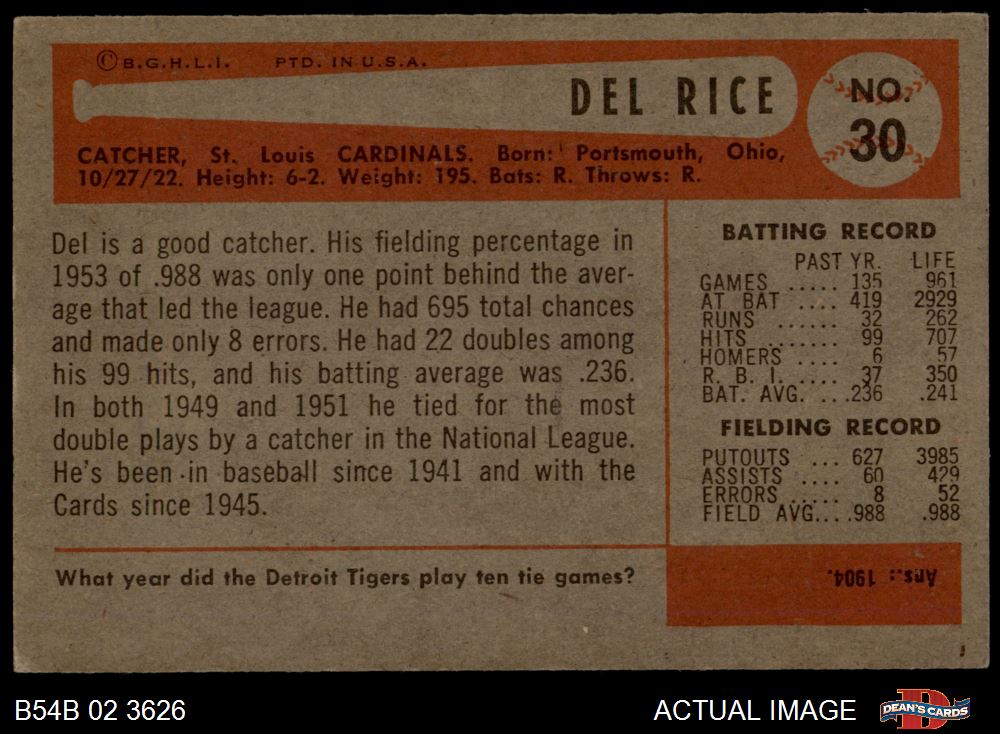 © B.G.H.L.I. PTD. IN U.S.A.
DEL RICE
NO.
30
CATCHER, St. Louis CARDINALS. Born: Portsmouth, Ohio,
10/27/22. Height: 6-2. Weight: 195. Bats: R. Throws: R.
Del is a good catcher. His fielding percentage in
1953 of .988 was only one point behind the aver-
age that led the league. He had 695 total chances
and made only 8 errors. He had 22 doubles among
his 99 hits, and his batting average was .236.
In both 1949 and 1951 he tied for the most
double plays by a catcher in the National League.
He's been in baseball since 1941 and with the
Cards since 1945.
BATTING RECORD
PAST YR. LIFE
GAMES ..... 135 961
AT BAT .... 419 2929
RUNS ...... 32 262
HITS ....... 99 707
HOMERS .... 6 57
R. B. I. .... 37 350
BAT. AVG. ....236 .241
FIELDING RECORD
PUTOUTS ... 627 3985
ASSISTS .... 60 429
ERRORS ..... 8 52
FIELD AVG.... .988 .988
What year did the Detroit Tigers play ten tie games?
Ans.: 1904.
B54B 02 3626
ACTUAL IMAGE
D
DEAN'S CARDS